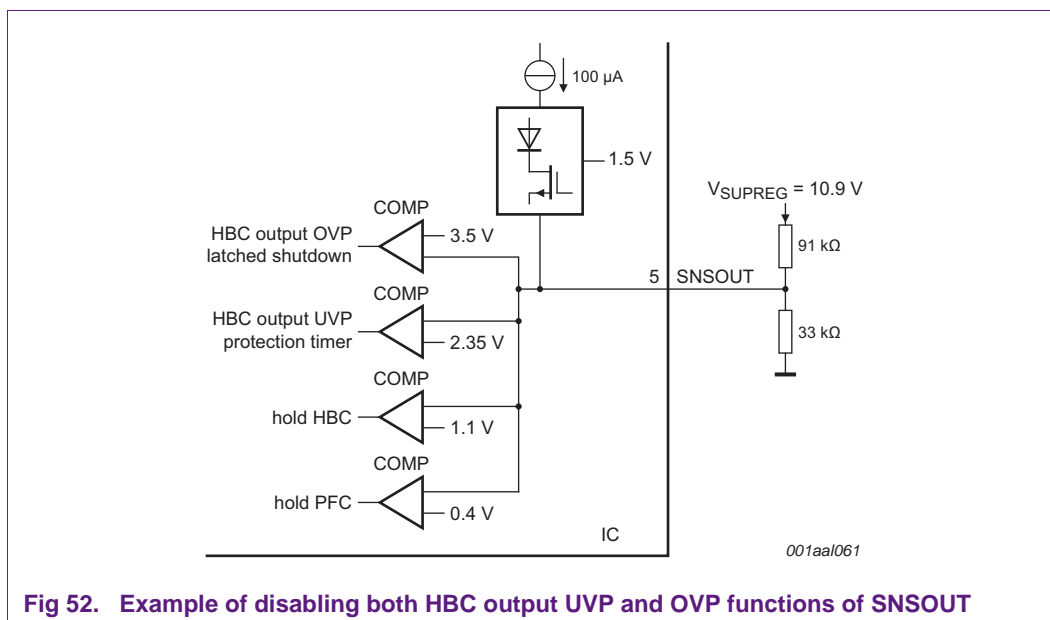 100 µA
1.5 V
V_SUPREG = 10.9 V
COMP
HBC output OVP
latched shutdown
3.5 V
91 kΩ
5 SNSOUT
COMP
HBC output UVP
protection timer
2.35 V
33 kΩ
COMP
hold HBC
1.1 V
COMP
hold PFC
0.4 V
IC
001aal061
Fig 52. Example of disabling both HBC output UVP and OVP functions of SNSOUT